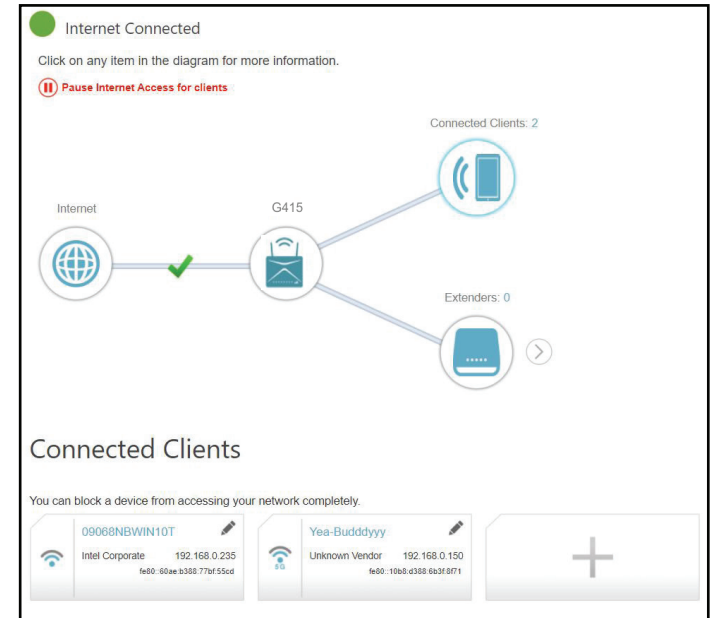 Internet Connected
Click on any item in the diagram for more information.
Pause Internet Access for clients
Connected Clients: 2
Internet
G415
Extenders: 0
Connected Clients
You can block a device from accessing your network completely.
09068NBWIN10T
Intel Corporate 192.168.0.235
fe80::60ae:b388:77bf:55cd
5G
Yea-Budddyyy
Unknown Vendor 192.168.0.150
fe80::10b8:d388:6b3f:8f71